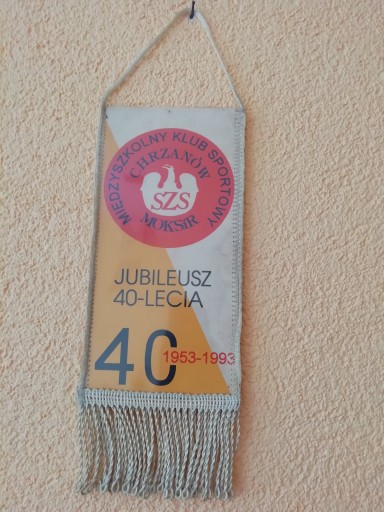 MIĘDZYSZKOLNY KLUB SPORTOWY
CHRZANÓW
SZS
MOKSiR
JUBILEUSZ
40-LECIA
40
1953-1993